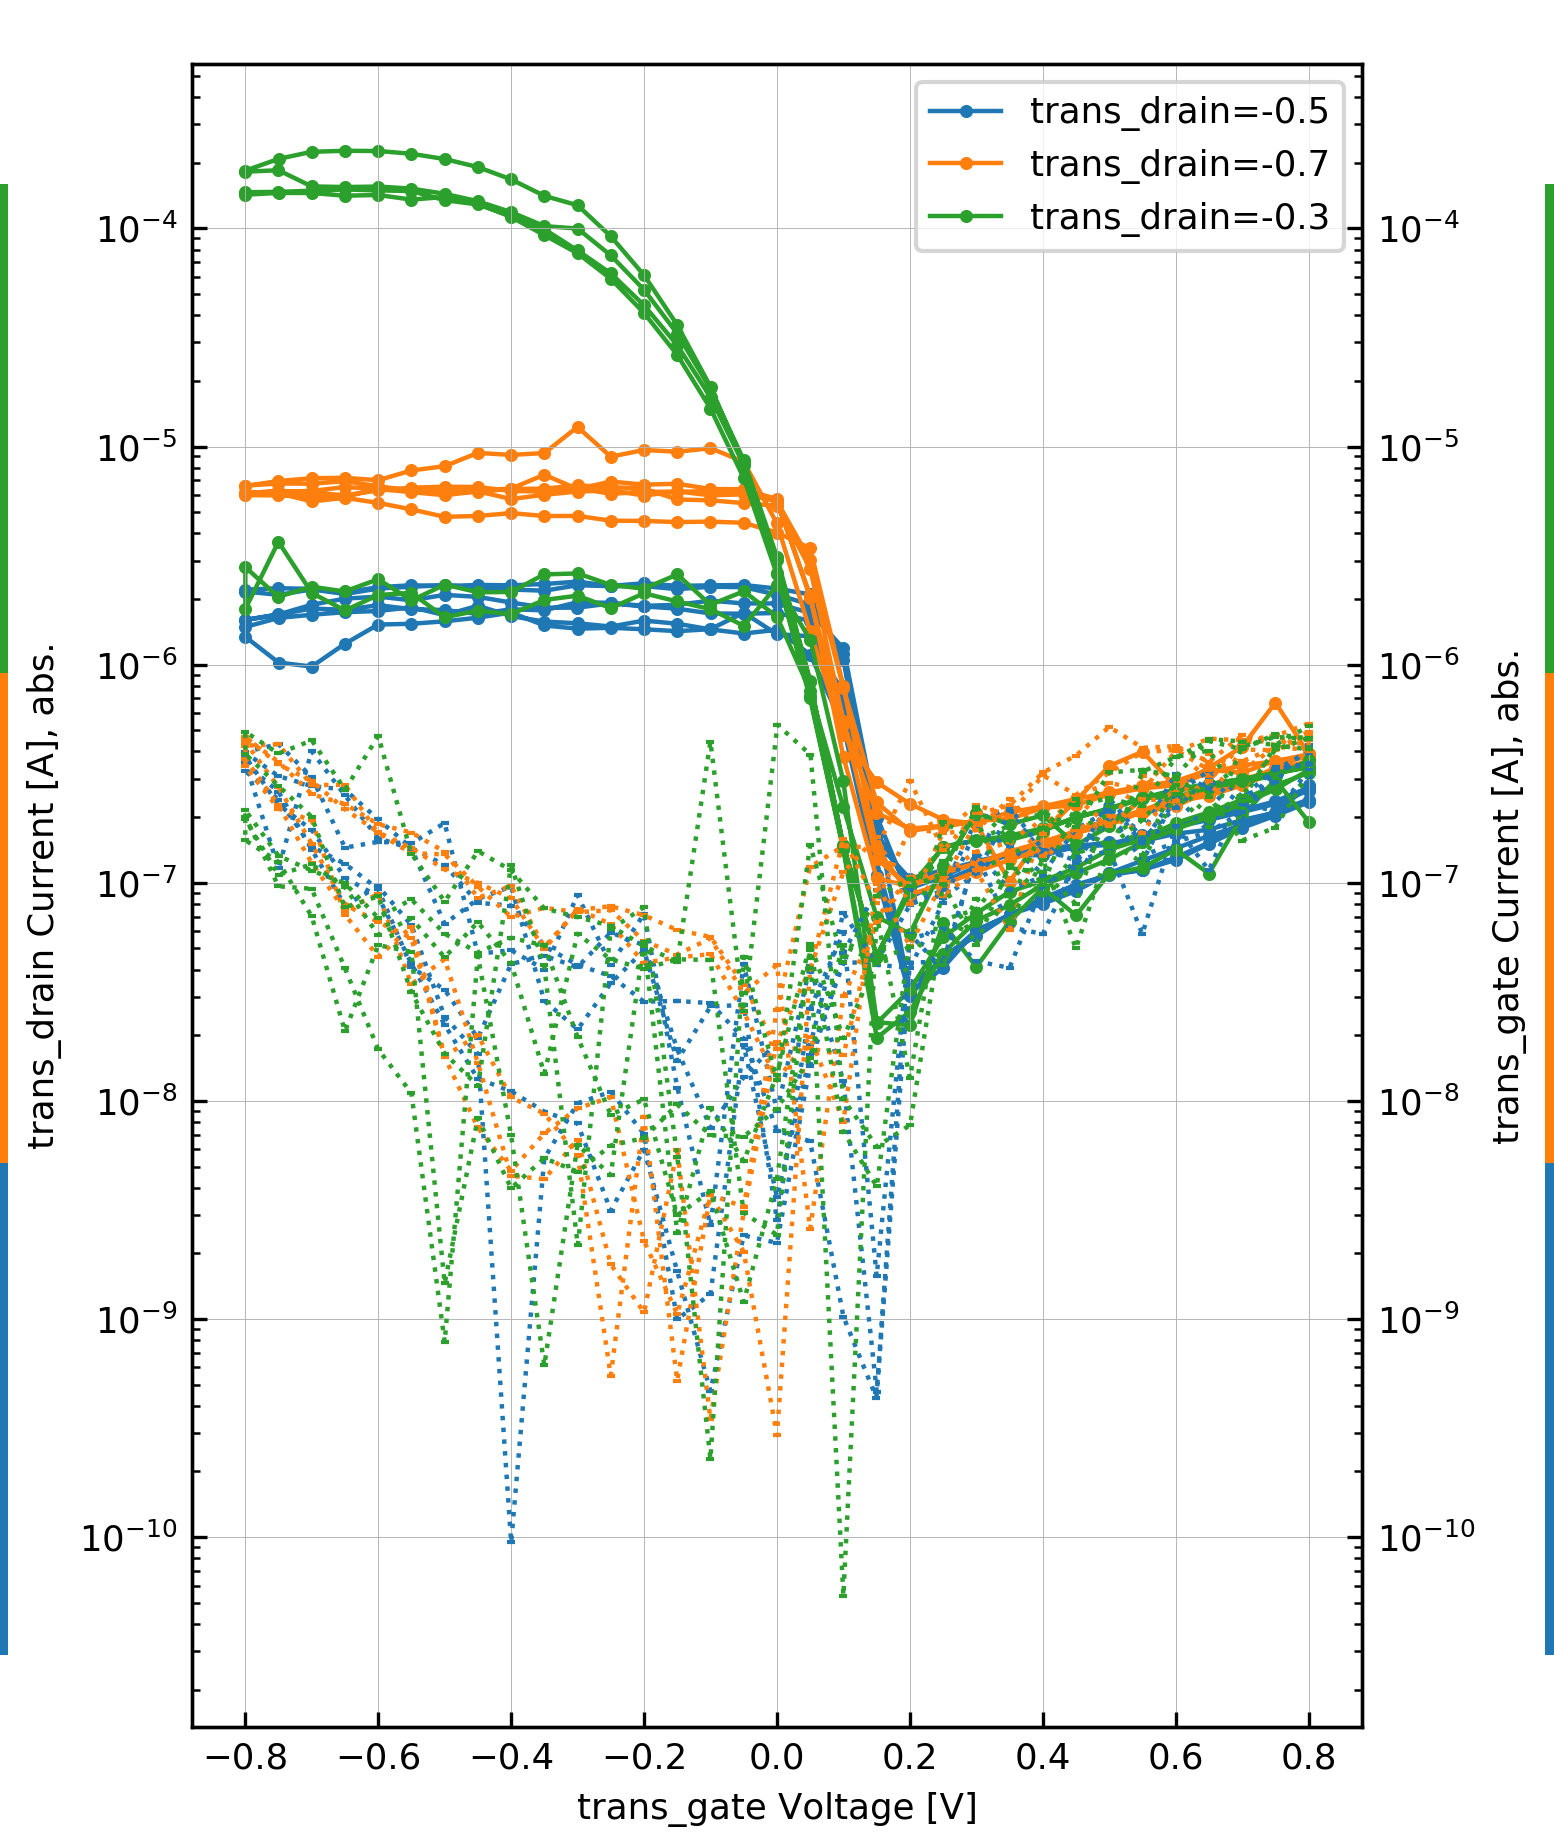 trans_drain=-0.5
trans_drain=-0.7
trans_drain=-0.3
10⁻⁴
10⁻⁵
10⁻⁶
10⁻⁷
10⁻⁸
10⁻⁹
10⁻¹⁰
trans_drain Current [A], abs.
10⁻⁴
10⁻⁵
10⁻⁶
10⁻⁷
10⁻⁸
10⁻⁹
10⁻¹⁰
trans_gate Current [A], abs.
−0.8 −0.6 −0.4 −0.2 0.0 0.2 0.4 0.6 0.8
trans_gate Voltage [V]